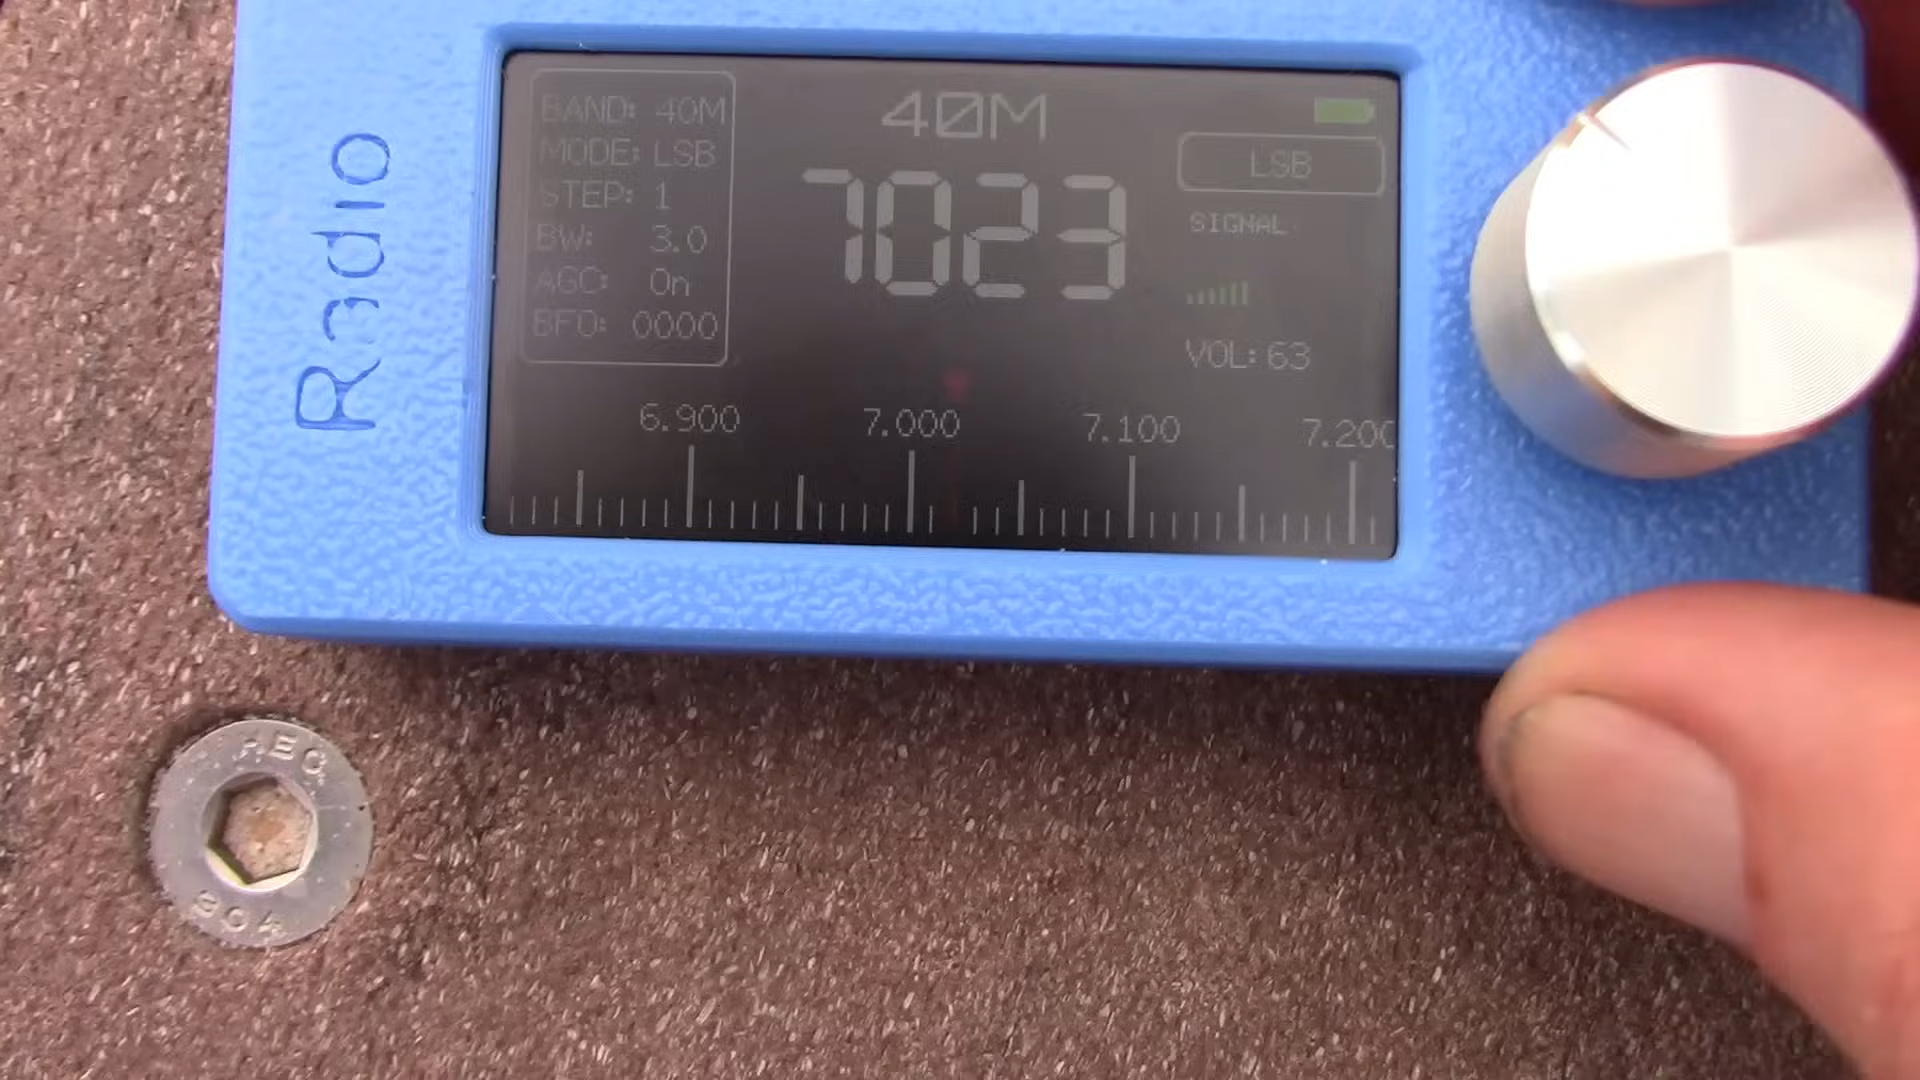 Radio
BAND: 40M
MODE: LSB
STEP: 1
BW: 3.0
AGC: On
BFO: 0000
40M
7023
LSB
SIGNAL
VOL: 63
6.900 7.000 7.100 7.200
304